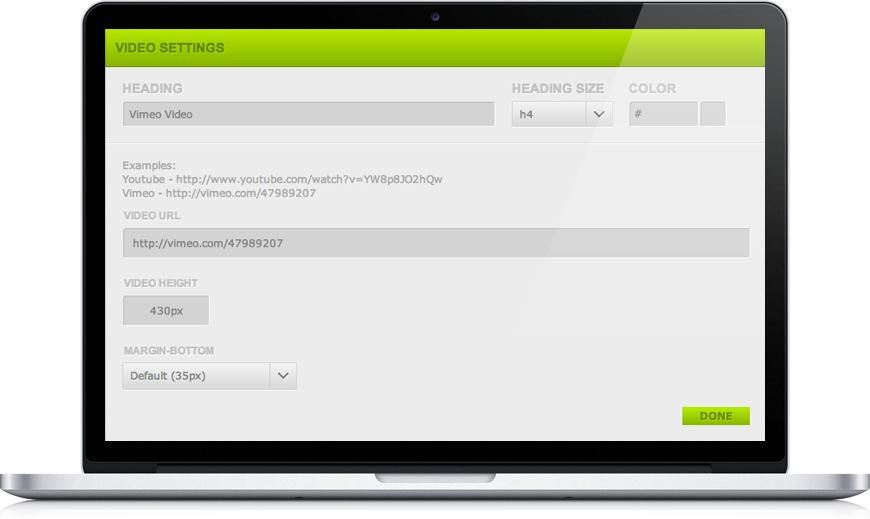 VIDEO SETTINGS
HEADING HEADING SIZE COLOR
Vimeo Video h4 #
Examples:
Youtube - http://www.youtube.com/watch?v=YW8p8JO2hQw
Vimeo - http://vimeo.com/47989207
VIDEO URL
http://vimeo.com/47989207
VIDEO HEIGHT
430px
MARGIN-BOTTOM
Default (35px)
DONE